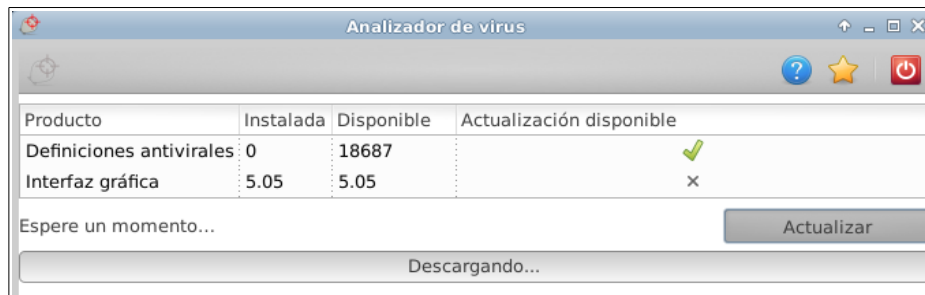 Analizador de virus
Producto Instalada Disponible Actualización disponible
Definiciones antivirales 0 18687
Interfaz gráfica 5.05 5.05
Espere un momento...
Actualizar
Descargando...